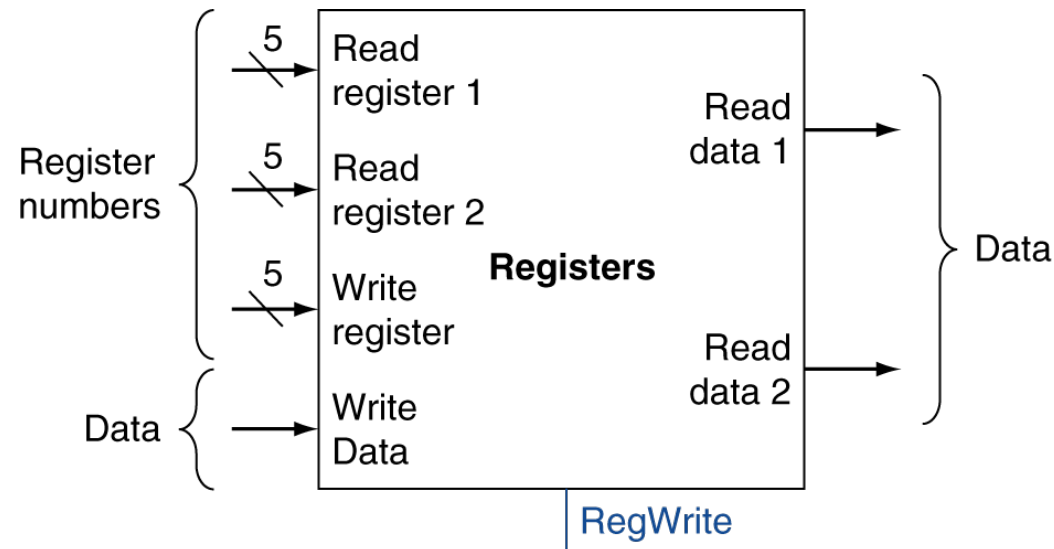 5
Read
register 1
5
Read
register 2
5
Write
register
Write
Data
Register
numbers
Data
Registers
Read
data 1
Read
data 2
Data
RegWrite